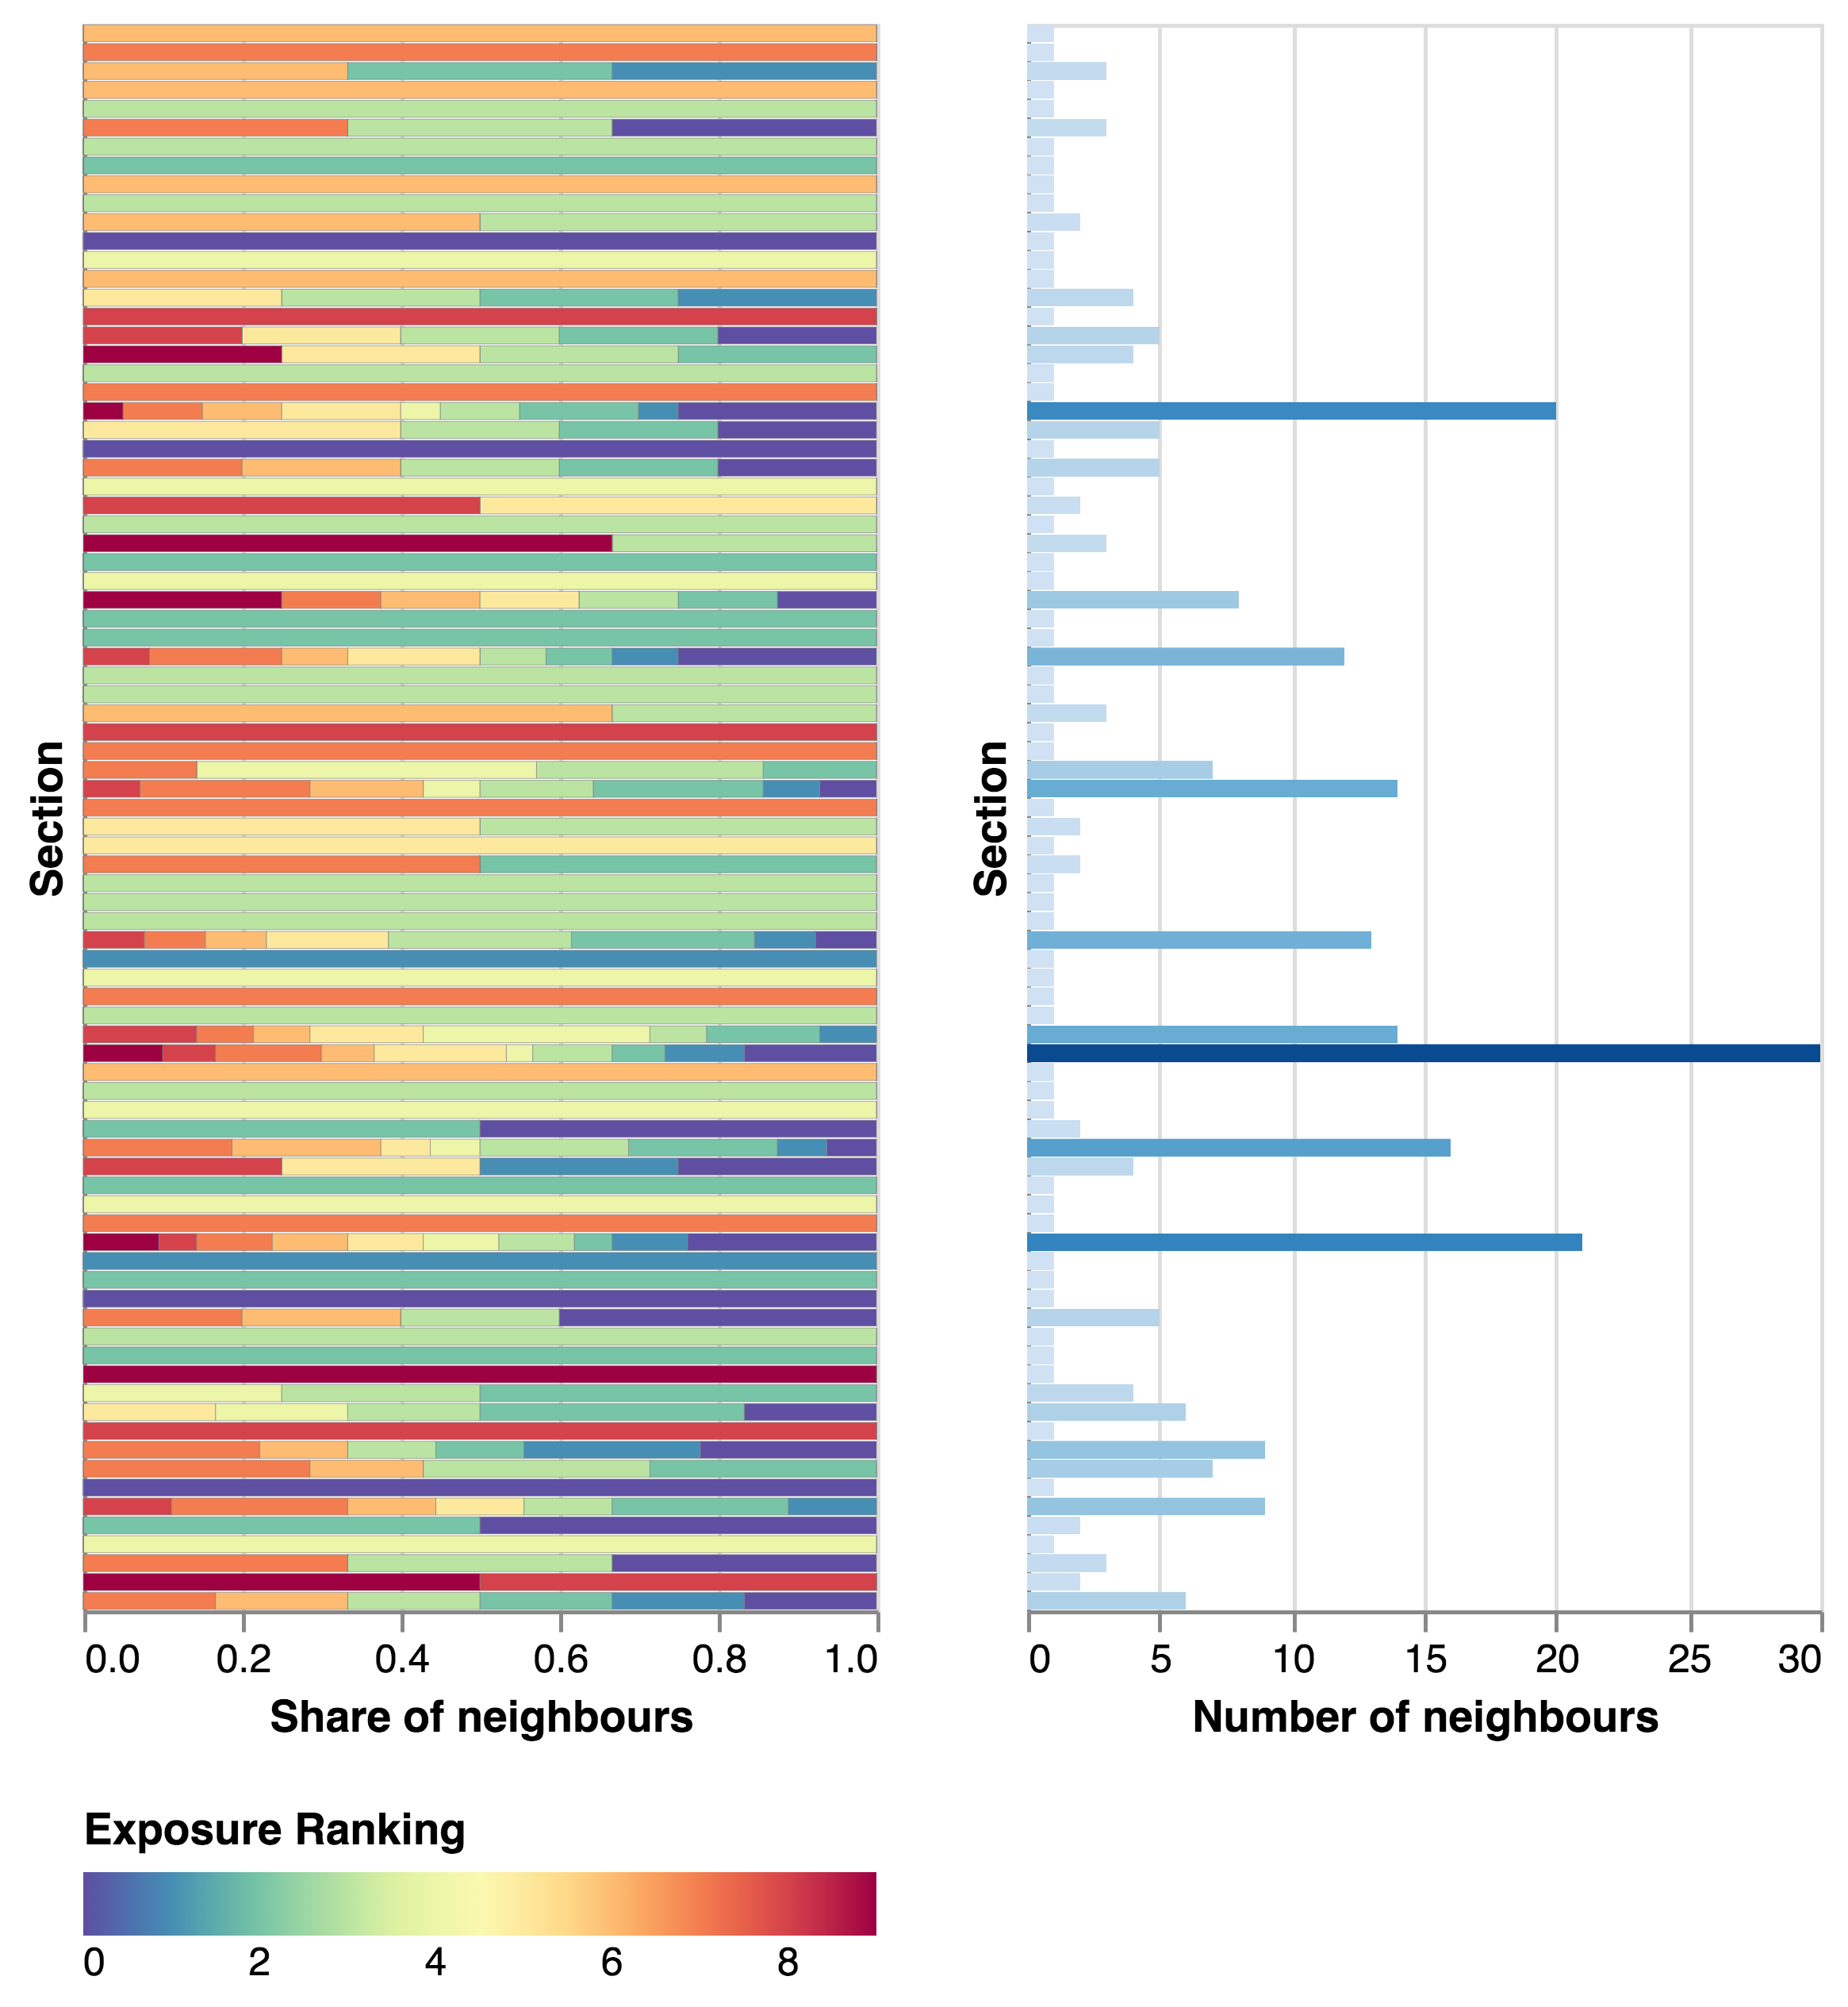 Section
Section
0.0 0.2 0.4 0.6 0.8 1.0
Share of neighbours
0 5 10 15 20 25 30
Number of neighbours
Exposure Ranking
0 2 4 6 8